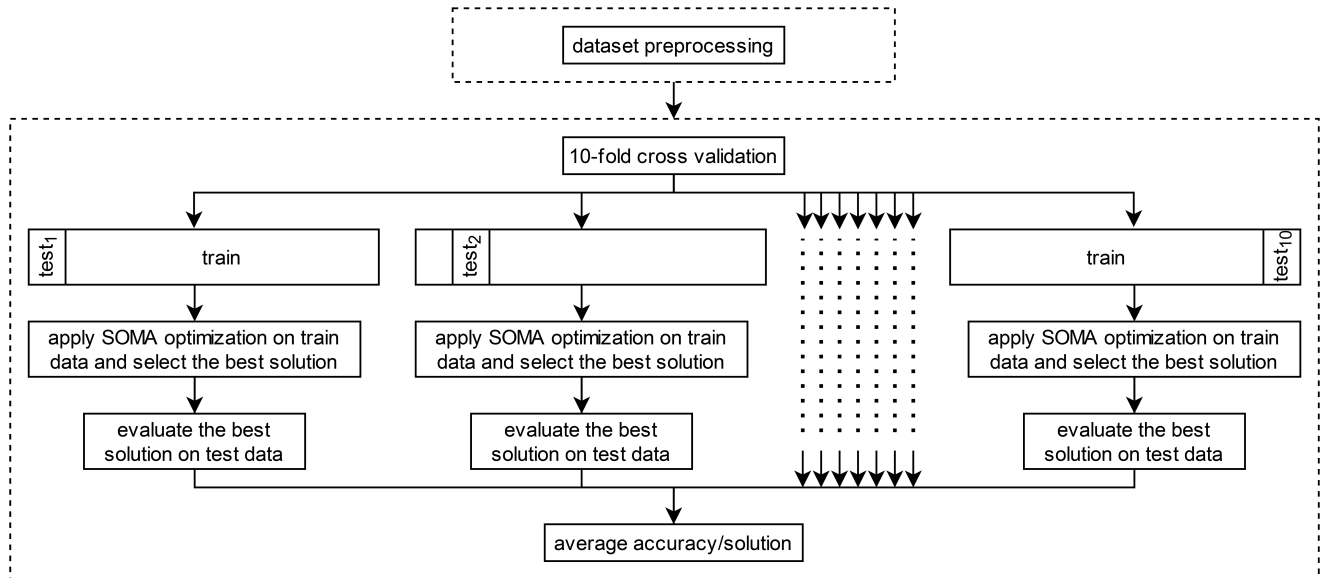 dataset preprocessing
10-fold cross validation
test1
train
test2
train
test10
apply SOMA optimization on train
data and select the best solution
apply SOMA optimization on train
data and select the best solution
apply SOMA optimization on train
data and select the best solution
evaluate the best
solution on test data
evaluate the best
solution on test data
evaluate the best
solution on test data
average accuracy/solution